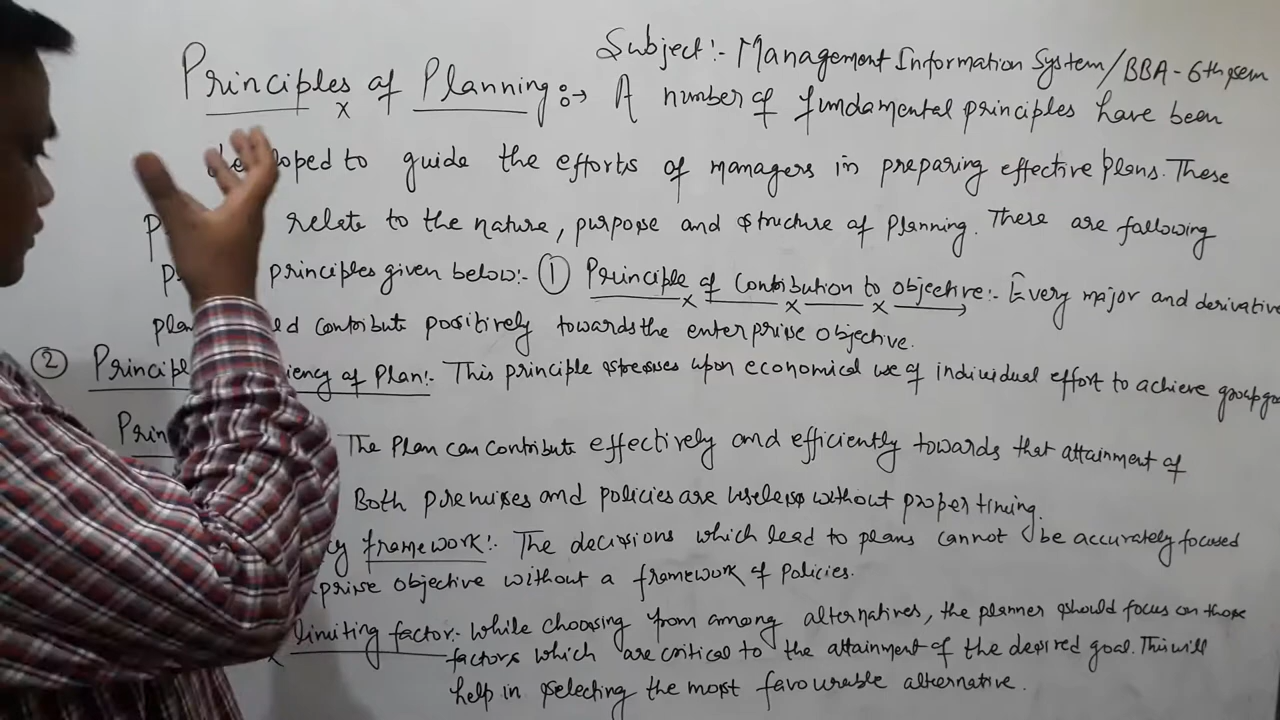 Subject:- Management Information System/BBA-6th sem
Principles of Planning:→ A number of fundamental principles have been
to guide the efforts of managers in preparing effective plans. These
relate to the nature, purpose and structure of planning. There are following
principles given below:- ① Principle of contribution to objective:- Every major and derivative
contribute positively towards the enterprise objective.
② of Plan:- This principle stresses upon economical use of individual effort to achieve group
The Plan can contribute effectively and efficiently towards that attainment of
Both premises and policies are useless without proper timing.
framework:- The decisions which lead to plans cannot be accurately focused
objective without a framework of policies.
limiting factor:- While choosing from among alternatives, the planner should focus on those
factors which are critical to the attainment of the desired goal. This will
help in selecting the most favourable alternative.